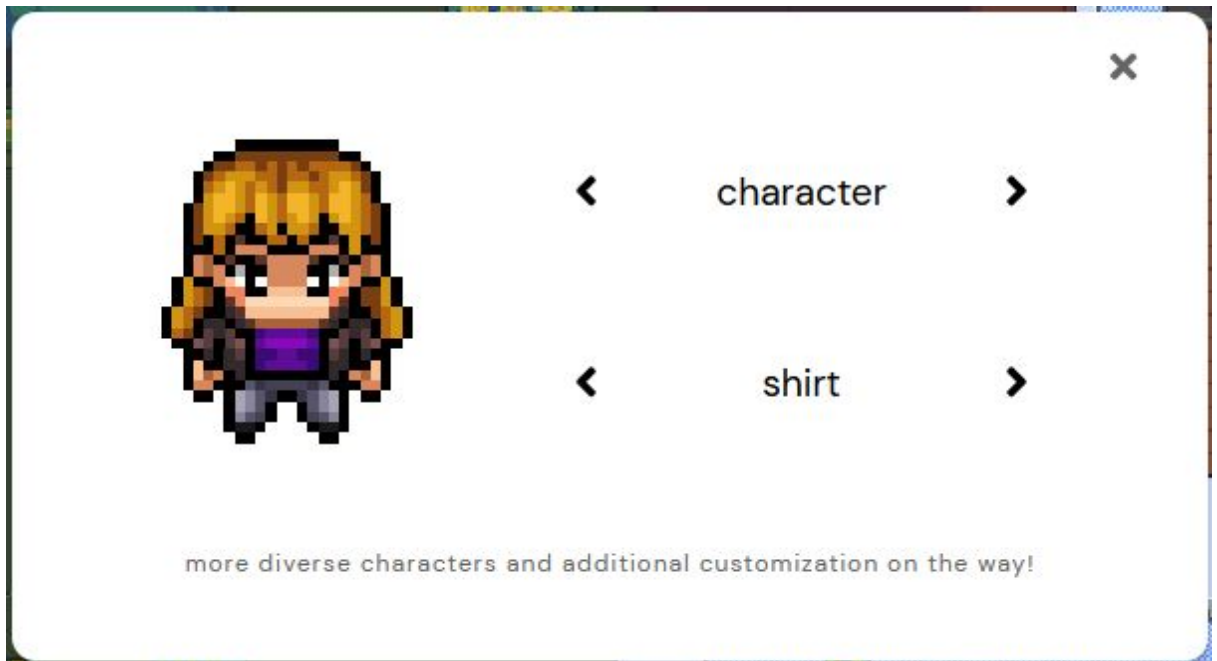 character
shirt
more diverse characters and additional customization on the way!